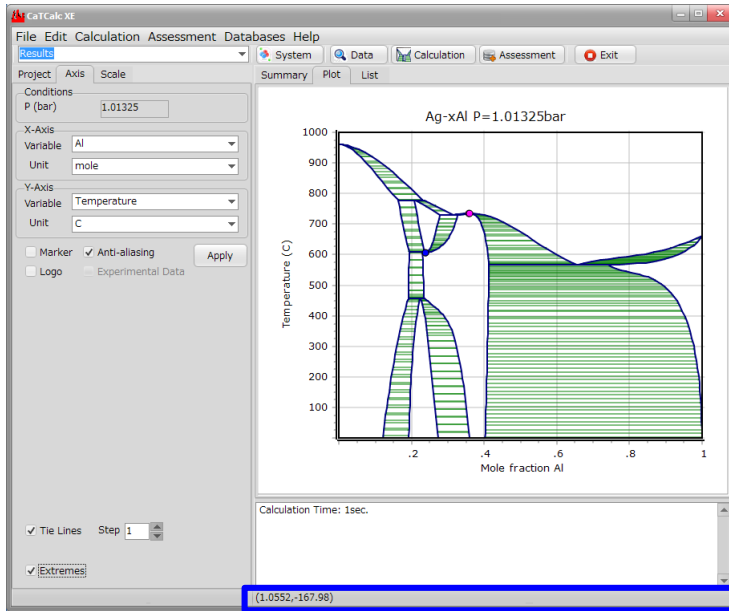 CaTCalc XE
File Edit Calculation Assessment Databases Help
Results
System Data Calculation Assessment Exit
Project Axis Scale
Summary Plot List
Conditions
P (bar) 1.01325
X-Axis
Variable Al
Unit mole
Y-Axis
Variable Temperature
Unit C
Marker Anti-aliasing Apply
Logo Experimental Data
Tie Lines Step 1
Extremes
Ag-xAl P=1.01325bar
Temperature (C)
1000
900
800
700
600
500
400
300
200
100
.2 .4 .6 .8 1
Mole fraction Al
Calculation Time: 1sec.
(1.0552,-167.98)